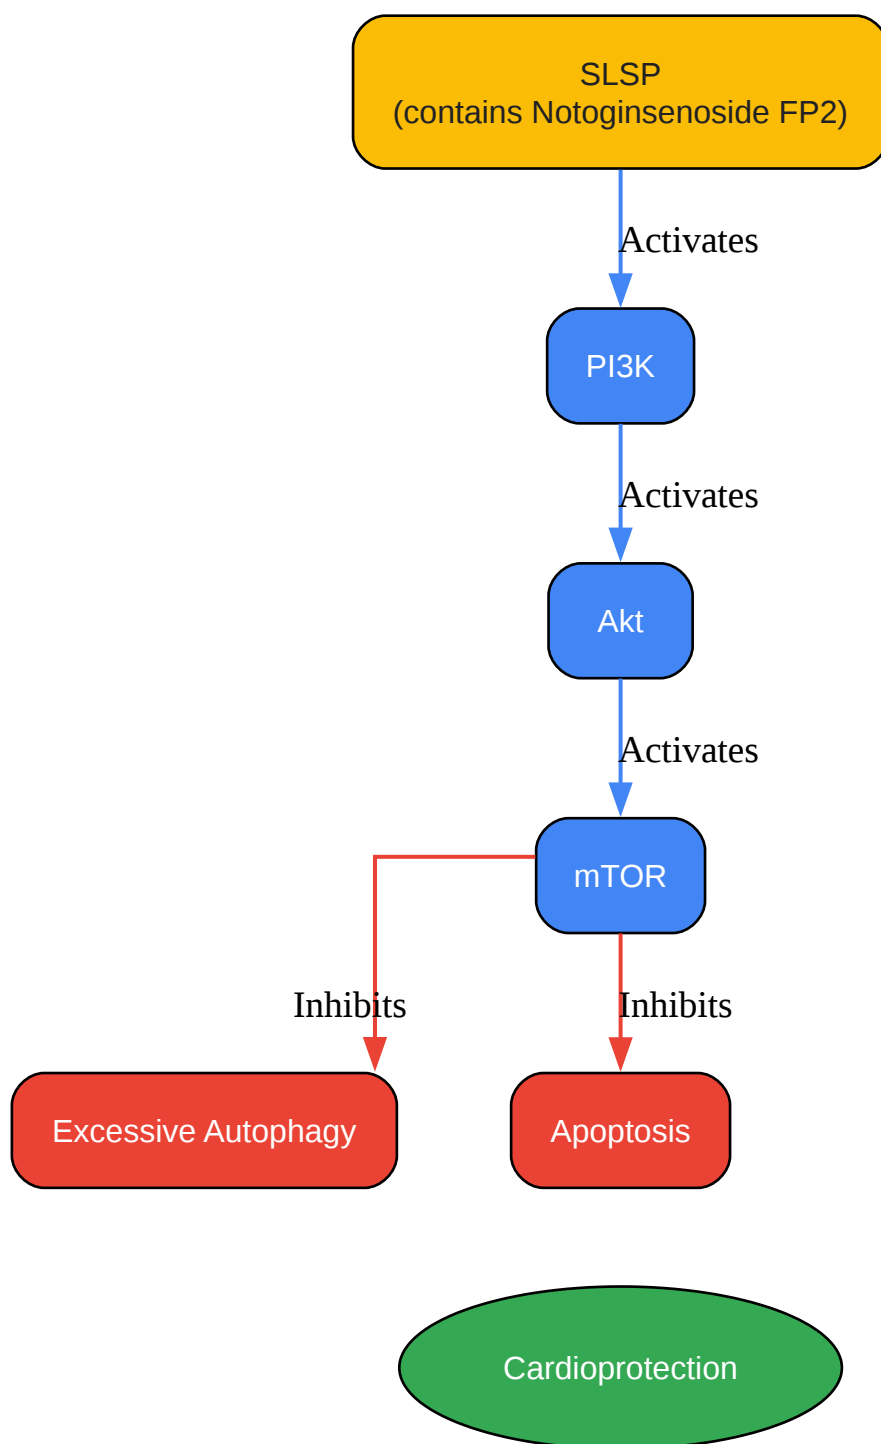 SLSP
(contains Notoginsenoside FP2)
Activates
PI3K
Activates
Akt
Activates
mTOR
Inhibits
Inhibits
Excessive Autophagy
Apoptosis
Cardioprotection